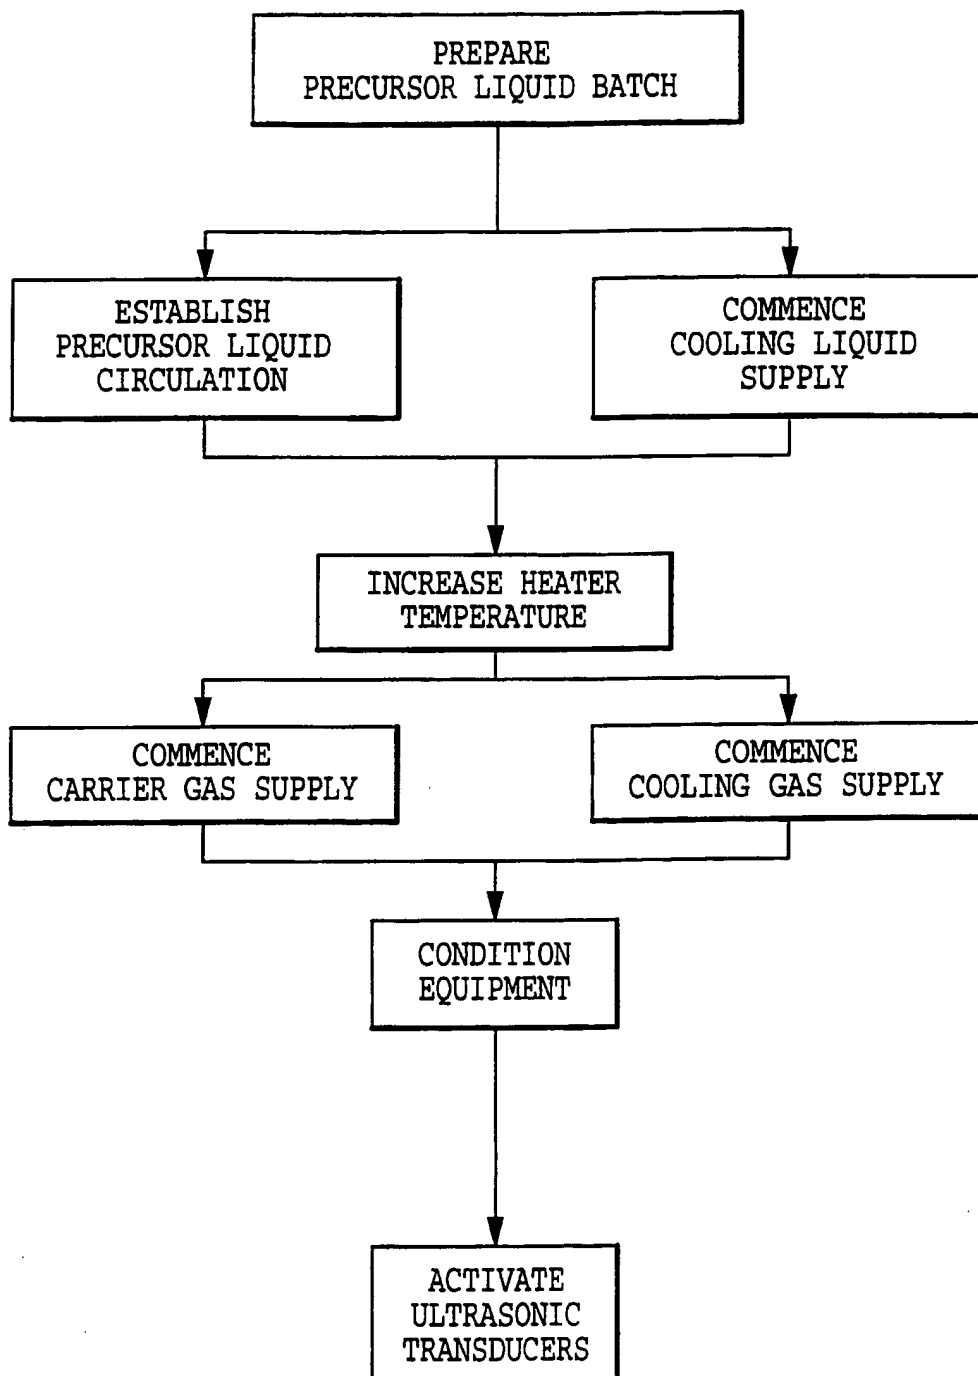 PREPARE
PRECURSOR LIQUID BATCH
ESTABLISH
PRECURSOR LIQUID
CIRCULATION
COMMENCE
COOLING LIQUID
SUPPLY
INCREASE HEATER
TEMPERATURE
COMMENCE
CARRIER GAS SUPPLY
COMMENCE
COOLING GAS SUPPLY
CONDITION
EQUIPMENT
ACTIVATE
ULTRASONIC
TRANSDUCERS